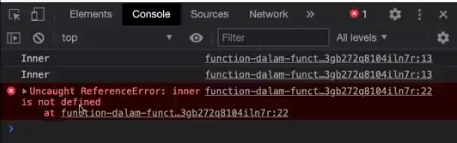 Elements Console Sources Network » 1
top Filter All levels
Inner function-dalam-funct…3gb272q8104iln7r:13
Inner function-dalam-funct…3gb272q8104iln7r:13
Uncaught ReferenceError: inner function-dalam-funct…3gb272q8104iln7r:22
is not defined
at function-dalam-funct…3gb272q8104iln7r:22